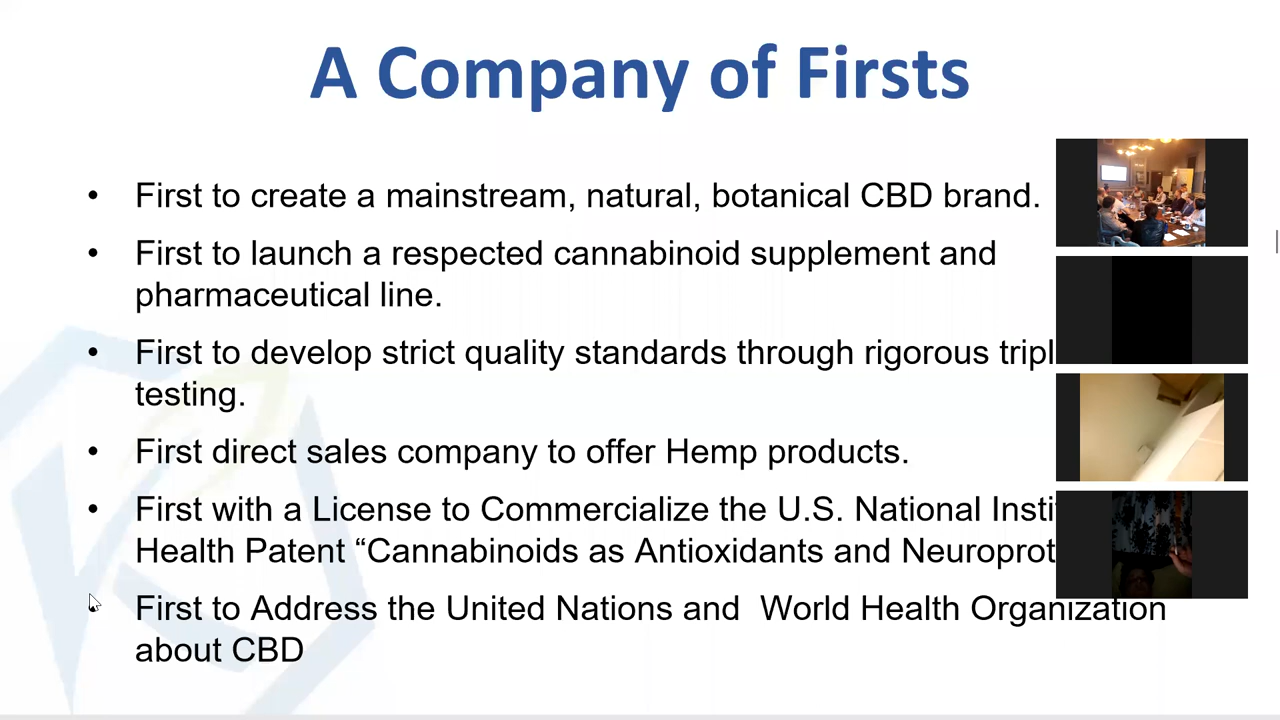 A Company of Firsts
• First to create a mainstream, natural, botanical CBD brand.
• First to launch a respected cannabinoid supplement and
pharmaceutical line.
• First to develop strict quality standards through rigorous
testing.
• First direct sales company to offer Hemp products.
• First with a License to Commercialize the U.S. National
Health Patent “Cannabinoids as Antioxidants and
First to Address the United Nations and World Health Organization
about CBD